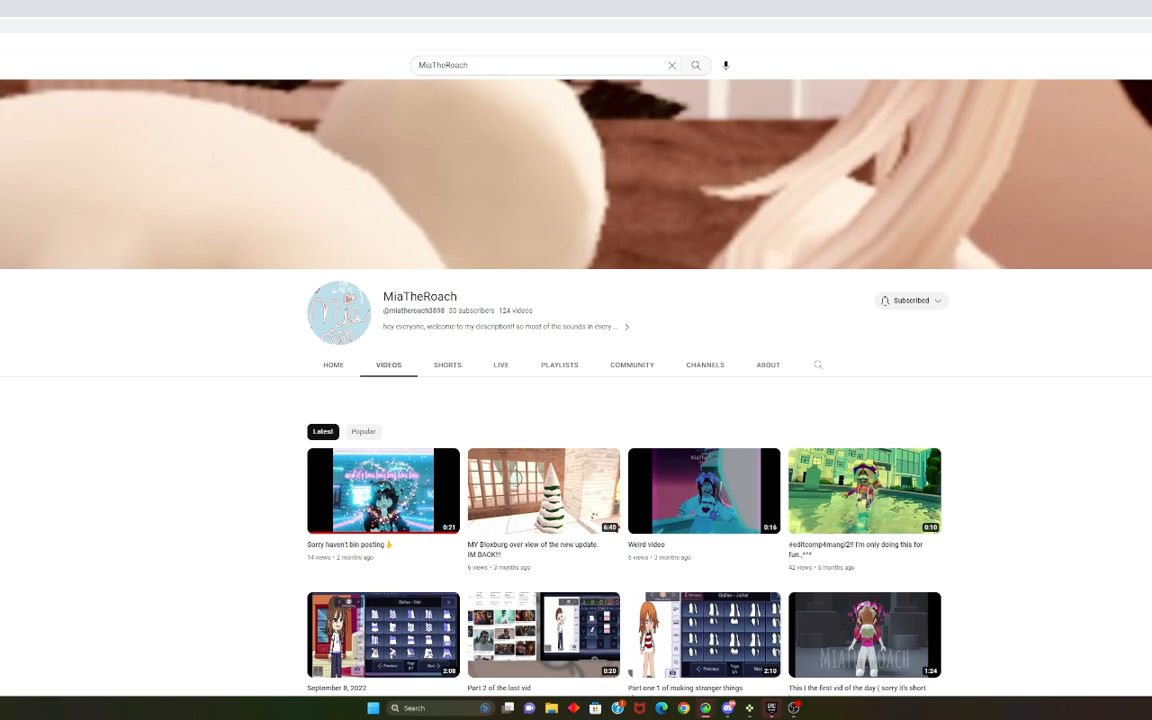 MiaTheRoach
MiaTheRoach
@miatheroach3898 33 subscribers 124 videos
hey everyone, welcome to my description!! so most of the sounds in every ...
Subscribed
HOME VIDEOS SHORTS LIVE PLAYLISTS COMMUNITY CHANNELS ABOUT
Latest Popular
0:21 6:40 0:16 0:10
Sorry haven't bin posting👍
14 views • 2 months ago
MY Bloxburg over view of the new update.
IM BACK!!!
6 views • 3 months ago
Weird video
6 views • 3 months ago
#editcomp4mangi2!! I'm only doing this for
fun.,^*^
42 views • 6 months ago
Previous Next
Previous Next
MIATHEROACH
2:08 0:20 2:10 1:24
September 8, 2022
Part 2 of the last vid
Part one 1 of making stranger things
This I the first vid of the day ( sorry it's short
Search